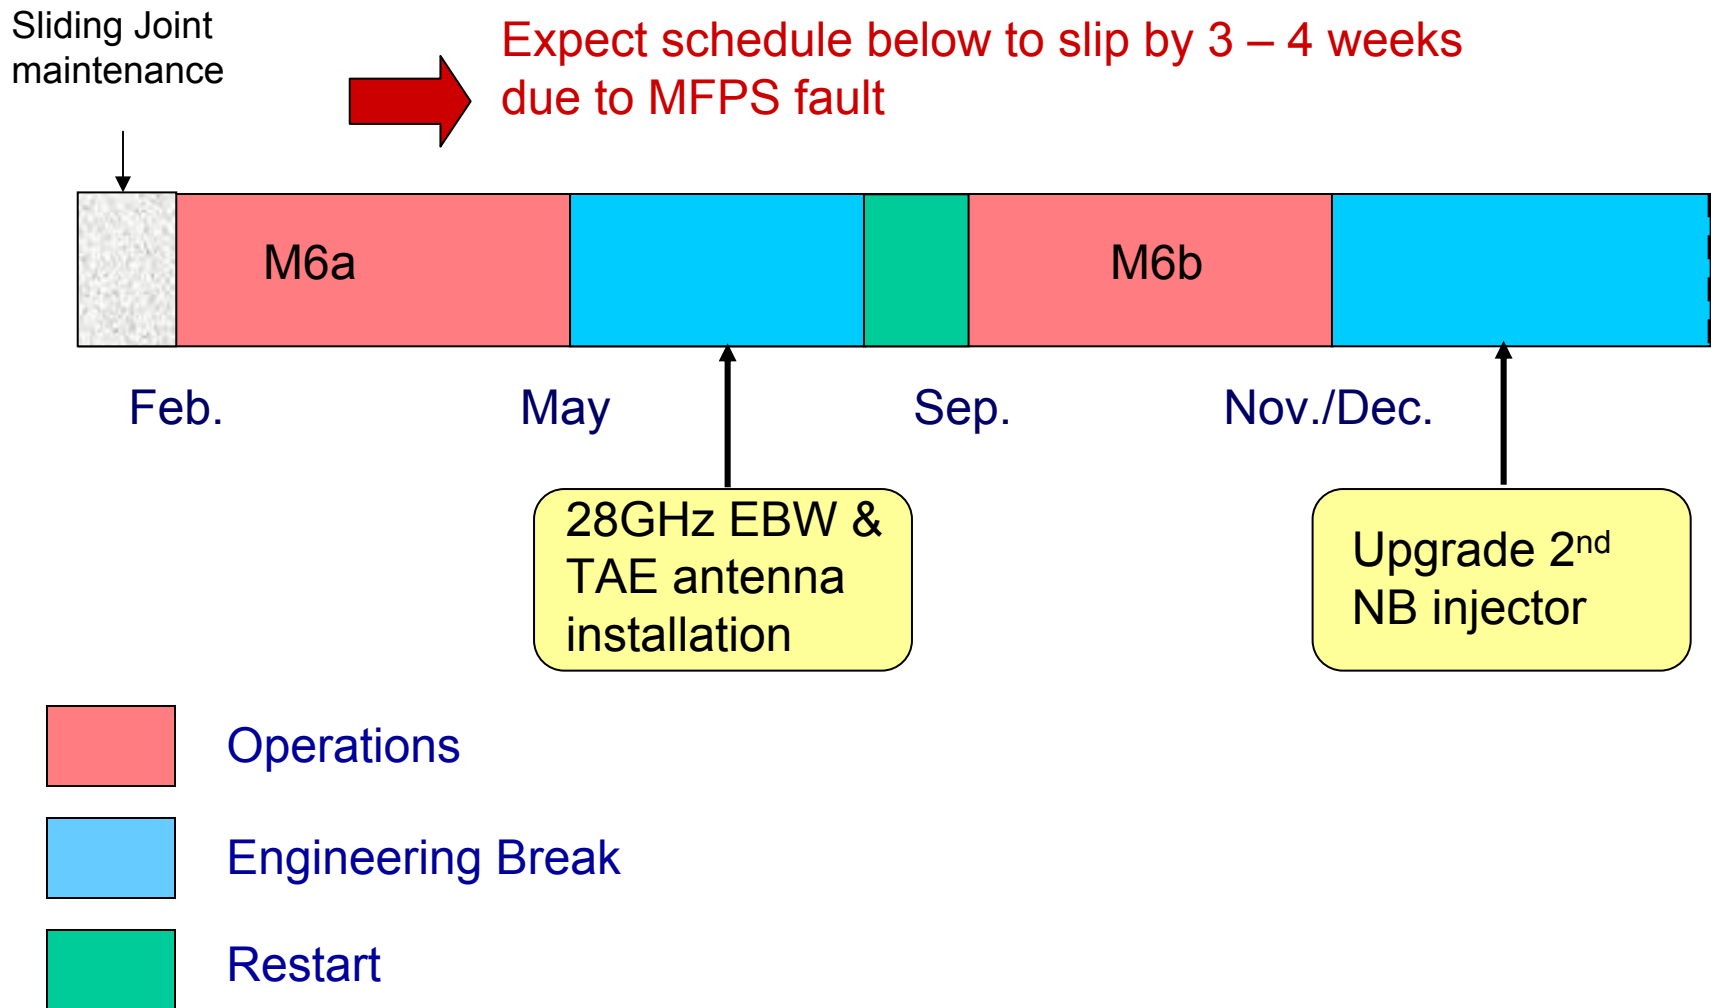 Sliding Joint
maintenance
Expect schedule below to slip by 3 – 4 weeks
due to MFPS fault
M6a
M6b
Feb.
May
Sep.
Nov./Dec.
28GHz EBW &
TAE antenna
installation
Upgrade 2nd
NB injector
Operations
Engineering Break
Restart